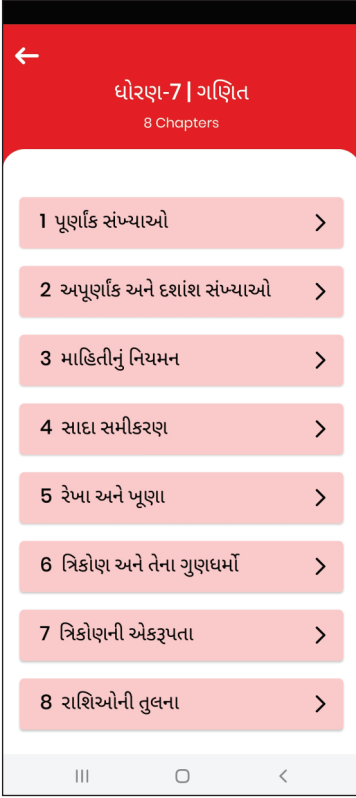 ધોરણ-7 | ગણિત
8 Chapters
1 પૂર્ણાંક સંખ્યાઓ
2 અપૂર્ણાંક અને દશાંશ સંખ્યાઓ
3 માહિતીનું નિયમન
4 સાદા સમીકરણ
5 રેખા અને ખૂણા
6 ત્રિકોણ અને તેના ગુણધર્મો
7 ત્રિકોણની એકરૂપતા
8 રાશિઓની તુલના